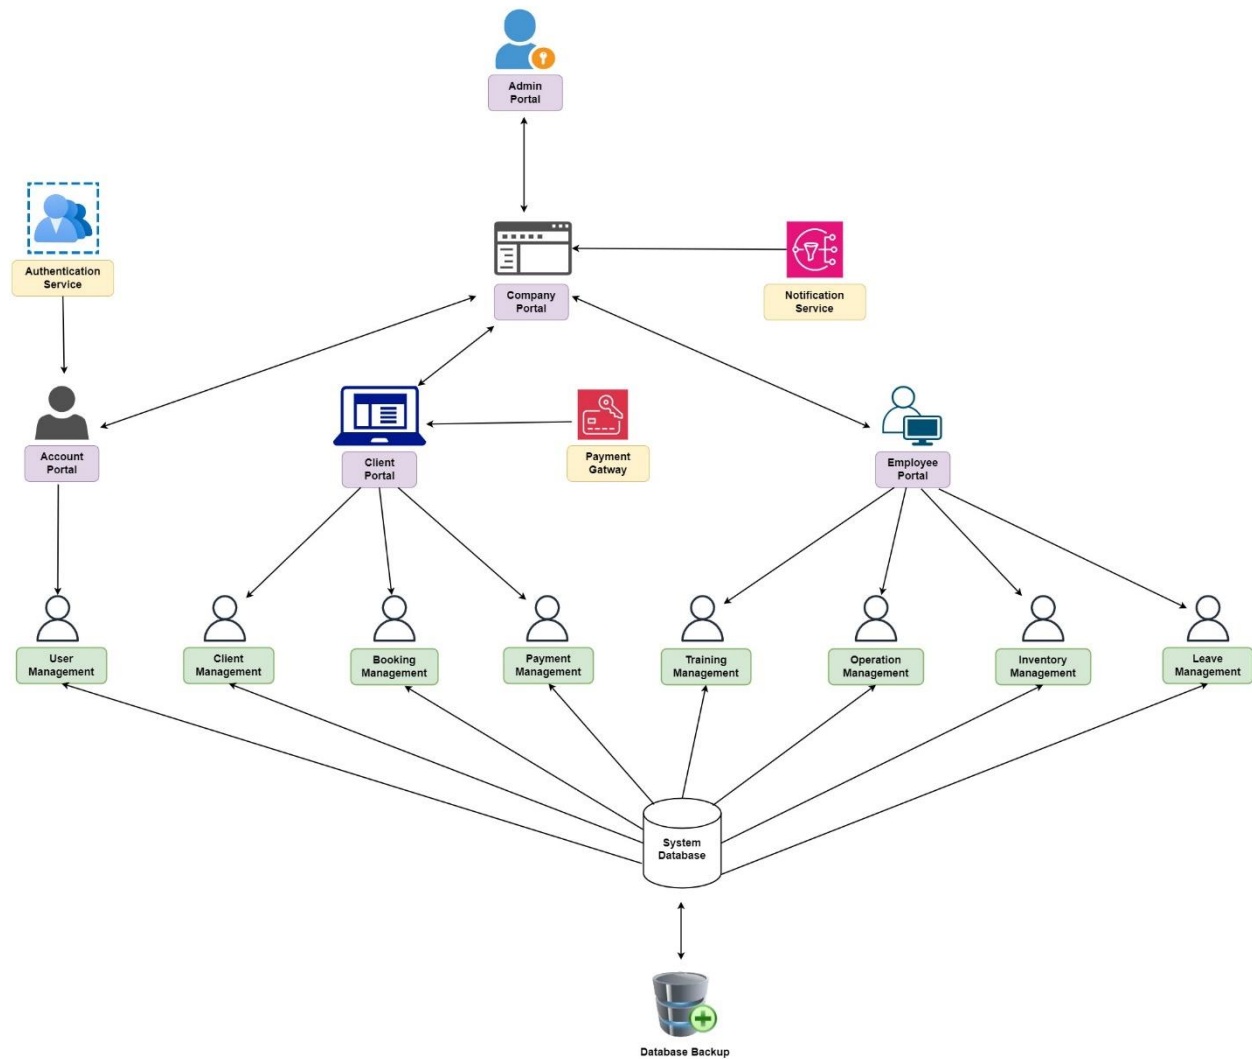 Admin
Portal
Authentication
Service
Company
Portal
Notification
Service
Account
Portal
Client
Portal
Payment
Gatway
Employee
Portal
User
Management
Client
Management
Booking
Management
Payment
Management
Training
Management
Operation
Management
Inventory
Management
Leave
Management
System
Database
Database Backup